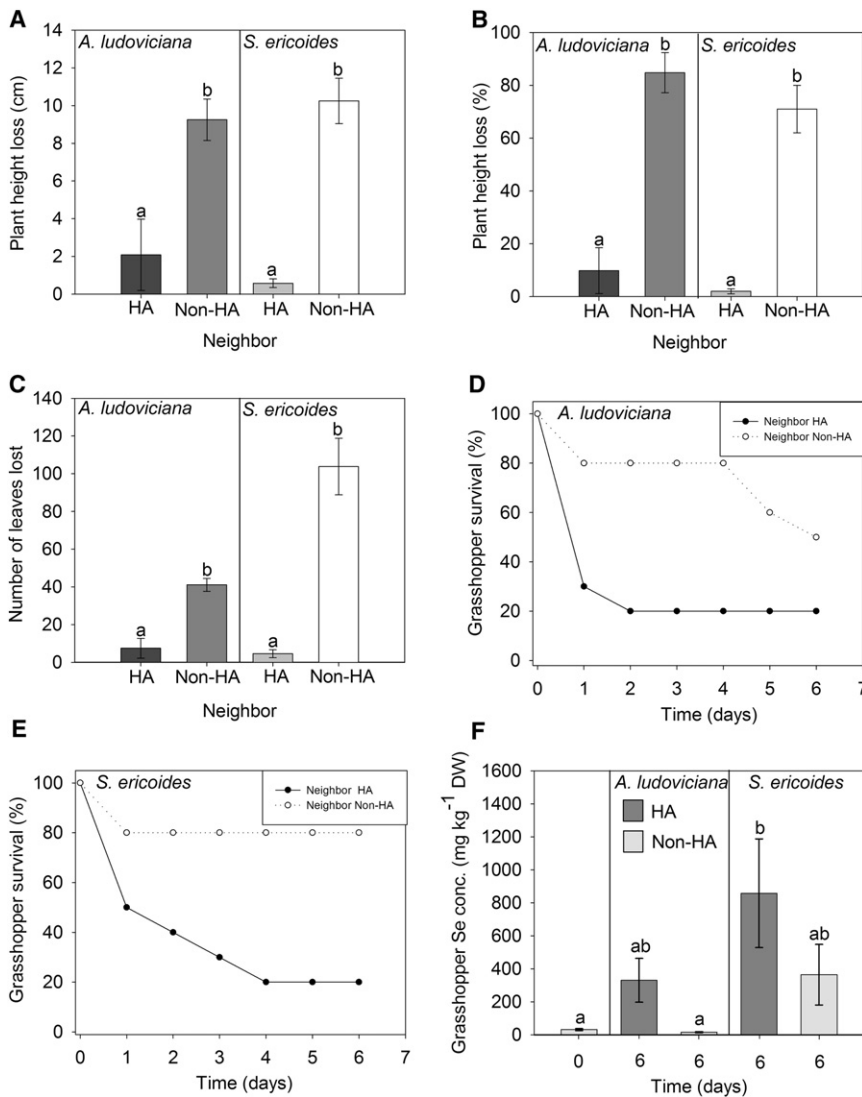 A
A. ludoviciana S. ericoides
Plant height loss (cm)
14
12
10
8
6
4
2
0
a
b
a
b
HA Non-HA HA Non-HA
Neighbor
B
A. ludoviciana S. ericoides
Plant height loss (%)
100
80
60
40
20
0
a
b
a
b
HA Non-HA HA Non-HA
Neighbor
C
A. ludoviciana S. ericoides
Number of leaves lost
140
120
100
80
60
40
20
0
a
b
a
b
HA Non-HA HA Non-HA
Neighbor
D
A. ludoviciana
Neighbor HA
Neighbor Non-HA
Grasshopper survival (%)
100
80
60
40
20
0
0 1 2 3 4 5 6 7
Time (days)
E
S. ericoides
Neighbor HA
Neighbor Non-HA
Grasshopper survival (%)
100
80
60
40
20
0
0 1 2 3 4 5 6 7
Time (days)
F
A. ludoviciana S. ericoides
HA
Non-HA
Grasshopper Se conc. (mg kg⁻¹ DW)
1600
1400
1200
1000
800
600
400
200
0
a
ab
a
b
ab
0 6 6 6 6
Time (days)